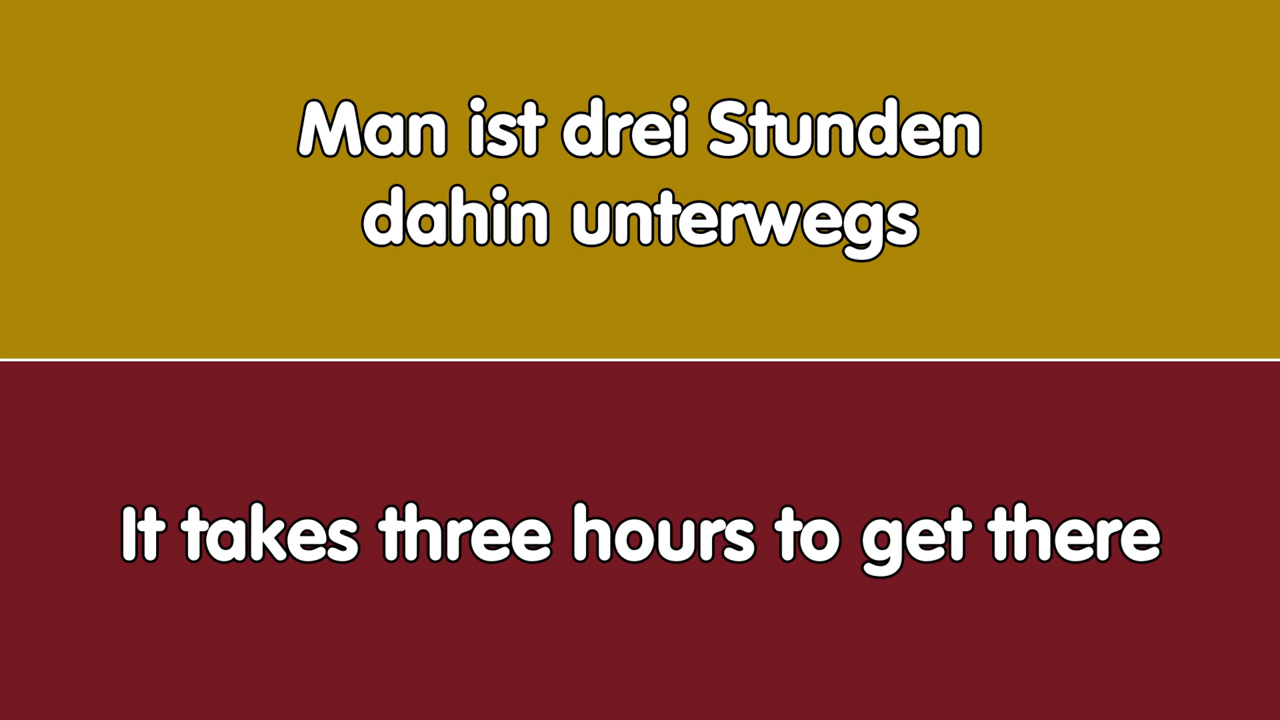 Man ist drei Stunden
dahin unterwegs
It takes three hours to get there